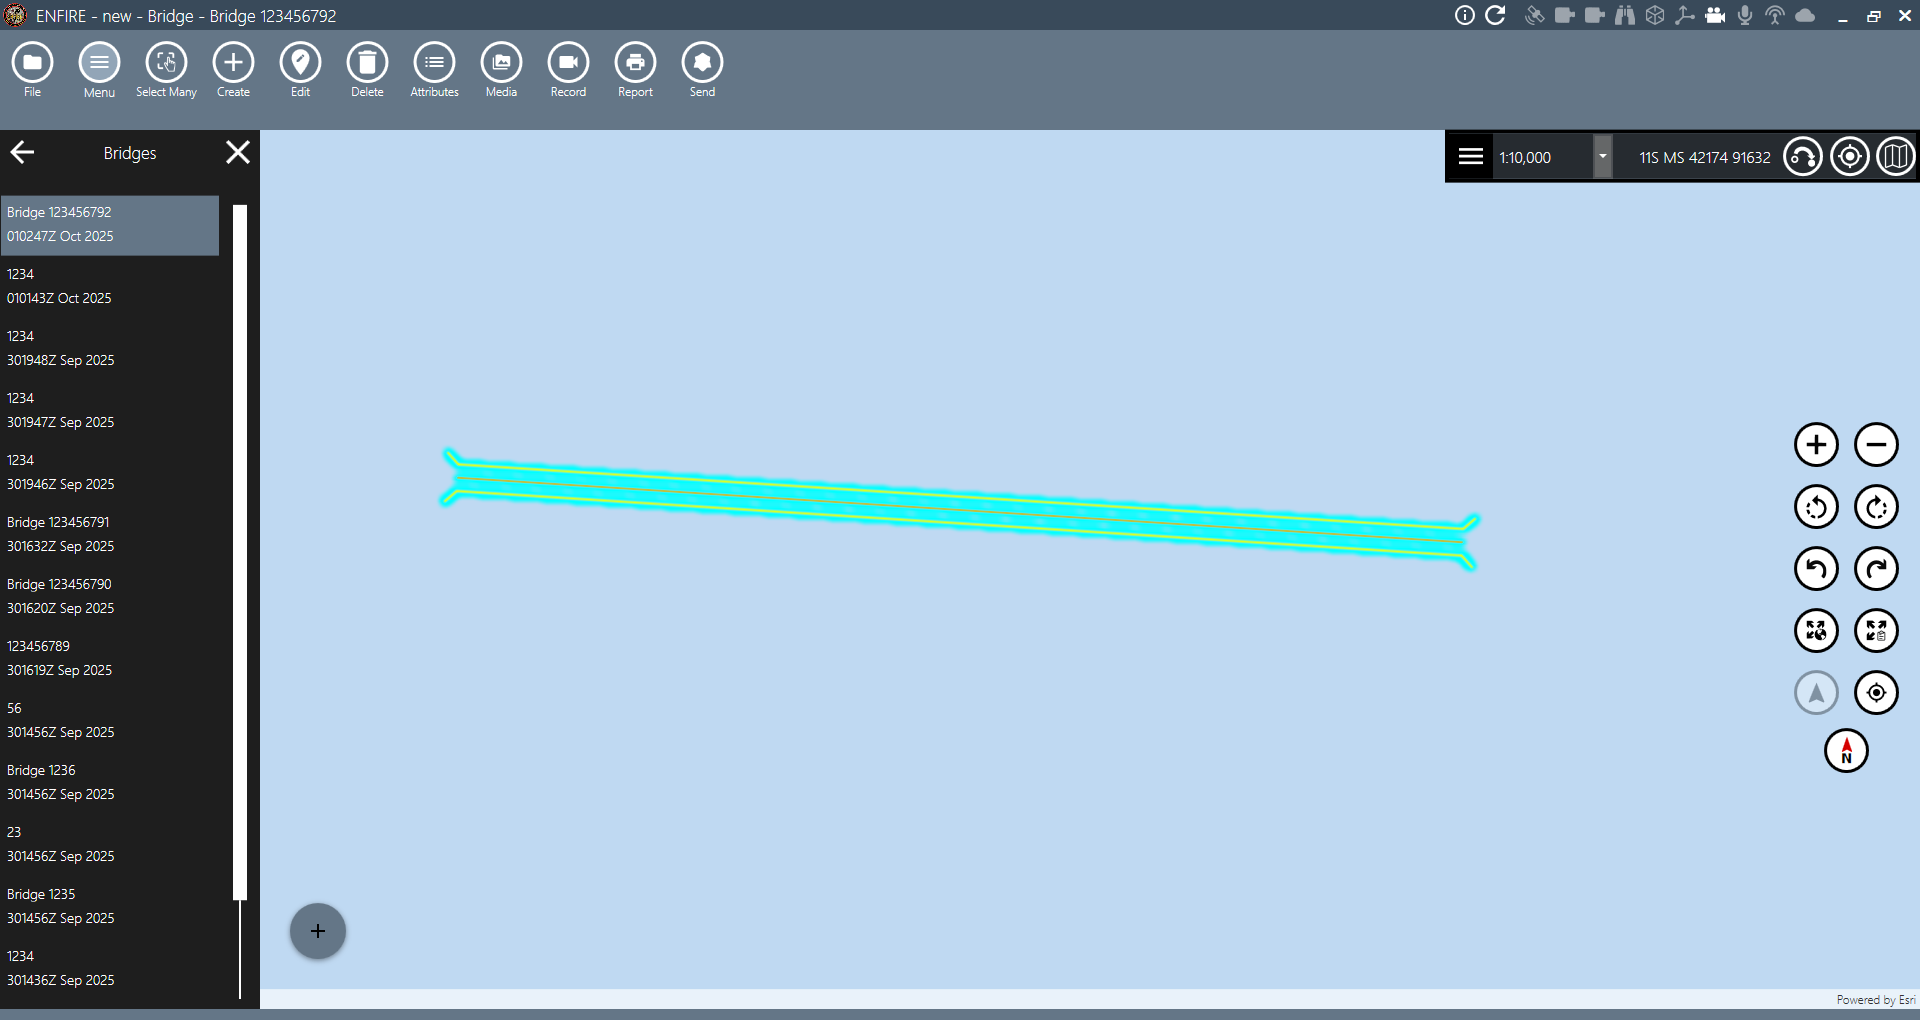 ENFIRE - new - Bridge - Bridge 123456792
File
Menu
Select Many
Create
Edit
Delete
Attributes
Media
Record
Report
Send
Bridges
1:10,000
11S MS 42174 91632
Bridge 123456792
010247Z Oct 2025
1234
010143Z Oct 2025
1234
301948Z Sep 2025
1234
301947Z Sep 2025
1234
301946Z Sep 2025
Bridge 123456791
301632Z Sep 2025
Bridge 123456790
301620Z Sep 2025
123456789
301619Z Sep 2025
56
301456Z Sep 2025
Bridge 1236
301456Z Sep 2025
23
301456Z Sep 2025
Bridge 1235
301456Z Sep 2025
1234
301436Z Sep 2025
N
Powered by Esri